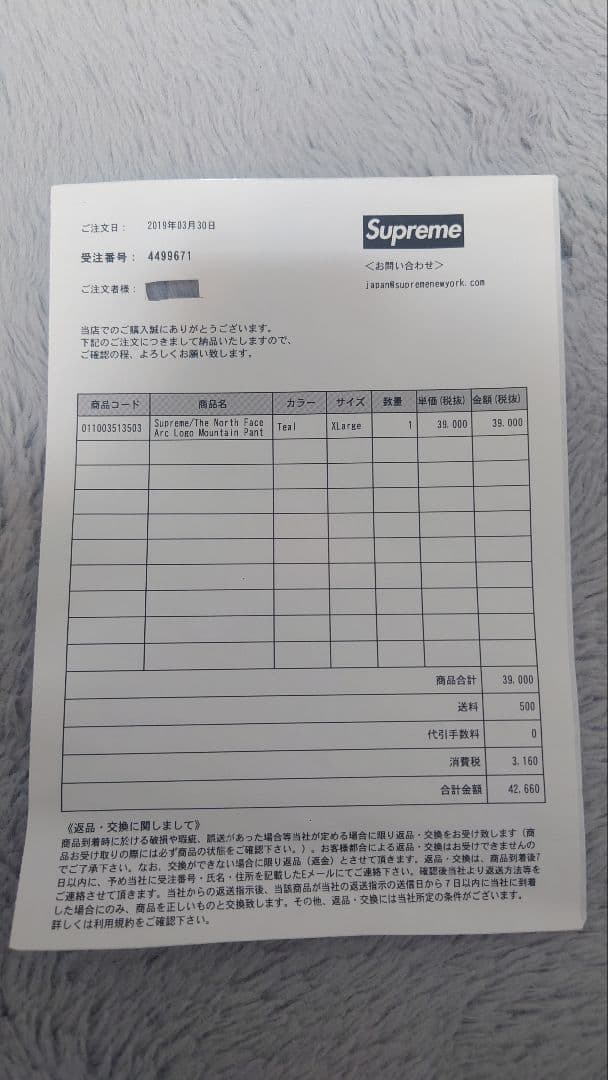 ご注文日： 2019年03月30日
受注番号： 4499671
ご注文者様：
Supreme
＜お問い合わせ＞
japan@supremenewyork.com
当店でのご購入誠にありがとうございます。
下記のご注文につきまして納品いたしますので、
ご確認の程、よろしくお願い致します。
商品コード 商品名 カラー サイズ 数量 単価(税抜) 金額(税抜)
011003513503 Supreme/The North Face Arc Logo Mountain Pant Teal XLarge 1 39,000 39,000
商品合計 39,000
送料 500
代引手数料 0
消費税 3,160
合計金額 42,660
《返品・交換に関しまして》
商品到着時に於ける破損や瑕疵、誤送があった場合等当社が定める場合に限り返品・交換をお受け致します（商
品お受け取りの際には必ず商品の状態をご確認下さい。）。お客様都合による返品・交換はお受けできませんの
でご了承下さい。なお、交換ができない場合に限り返品（返金）とさせて頂きます。返品・交換は、商品到着後7
日以内に、予め当社に受注番号・氏名・住所を記載したEメールにてご連絡下さい。確認後当社より返送方法等を
ご連絡させて頂きます。当社からの返送指示後、当該商品が当社の返送指示の送信日から7日以内に当社に到着
した場合にのみ、商品を正しいものと交換致します。その他、返品・交換には当社所定の条件がございます。
詳しくは利用規約をご確認下さい。